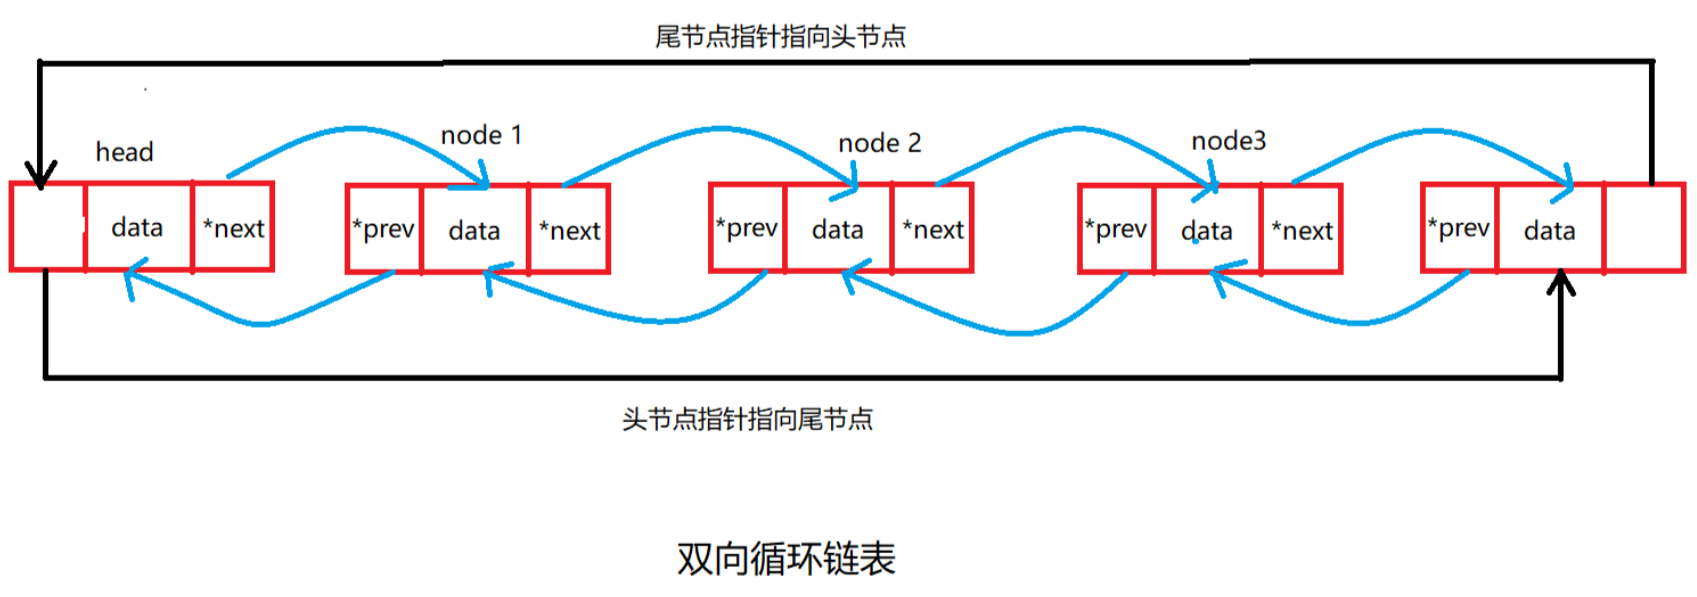 尾节点指针指向头节点
head
node 1
node 2
node3
data
*next
*prev
data
*next
*prev
data
*next
*prev
data
*next
*prev
data
头节点指针指向尾节点
双向循环链表